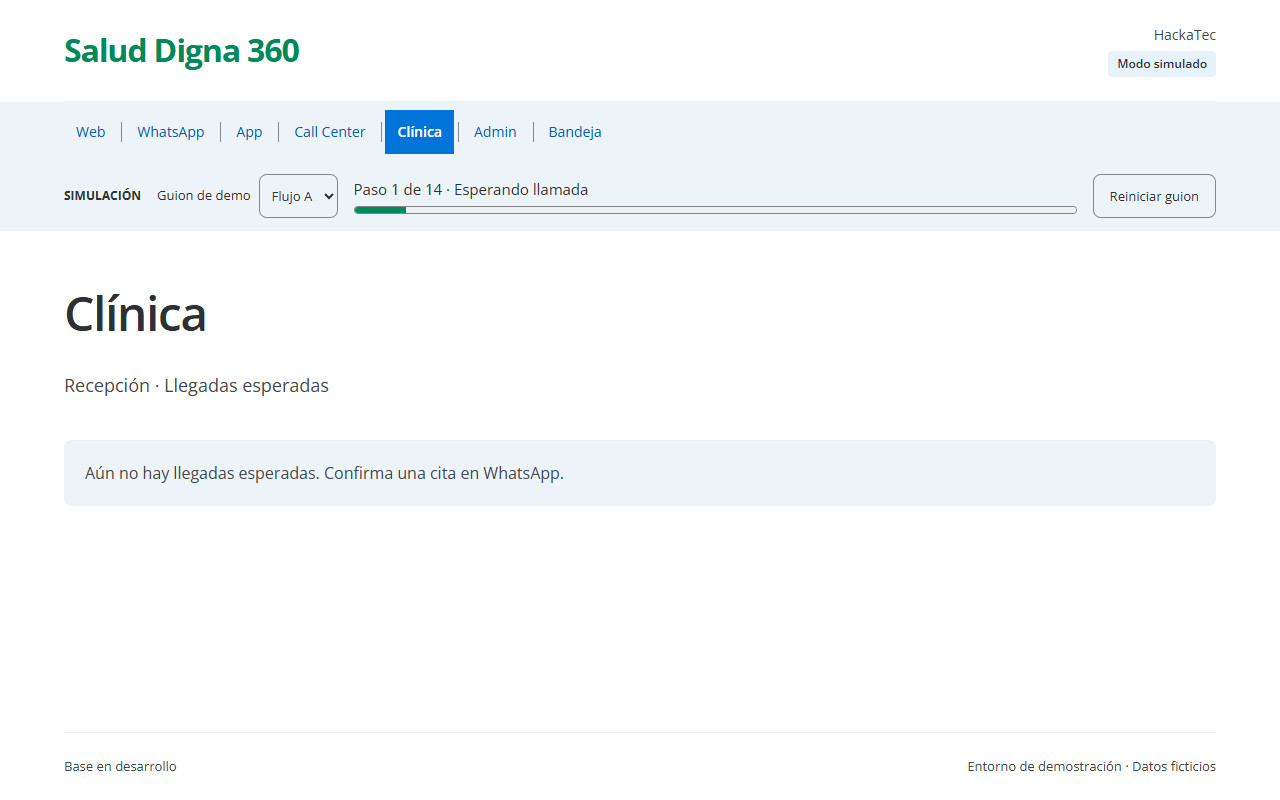 Salud Digna 360
HackaTec
Modo simulado
Web
WhatsApp
App
Call Center
Clínica
Admin
Bandeja
SIMULACIÓN
Guion de demo
Flujo A
Paso 1 de 14 · Esperando llamada
Reiniciar guion
Clínica
Recepción · Llegadas esperadas
Aún no hay llegadas esperadas. Confirma una cita en WhatsApp.
Base en desarrollo
Entorno de demostración · Datos ficticios